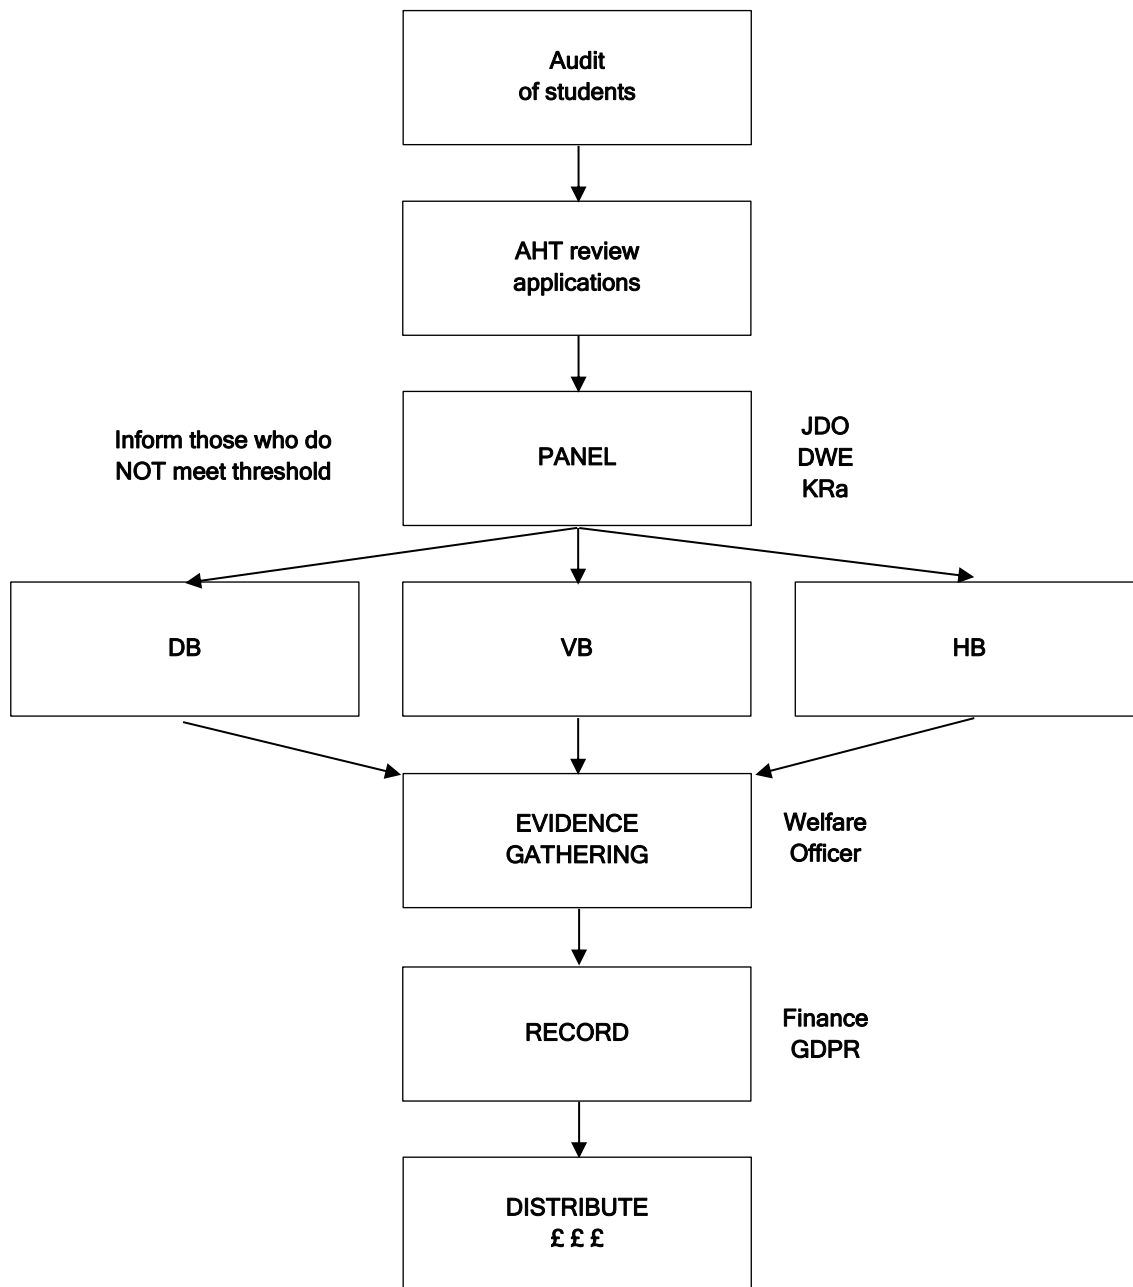 Audit
of students
AHT review
applications
Inform those who do
NOT meet threshold
PANEL
JDO
DWE
KRa
DB
VB
HB
EVIDENCE
GATHERING
Welfare
Officer
RECORD
Finance
GDPR
DISTRIBUTE
£ £ £